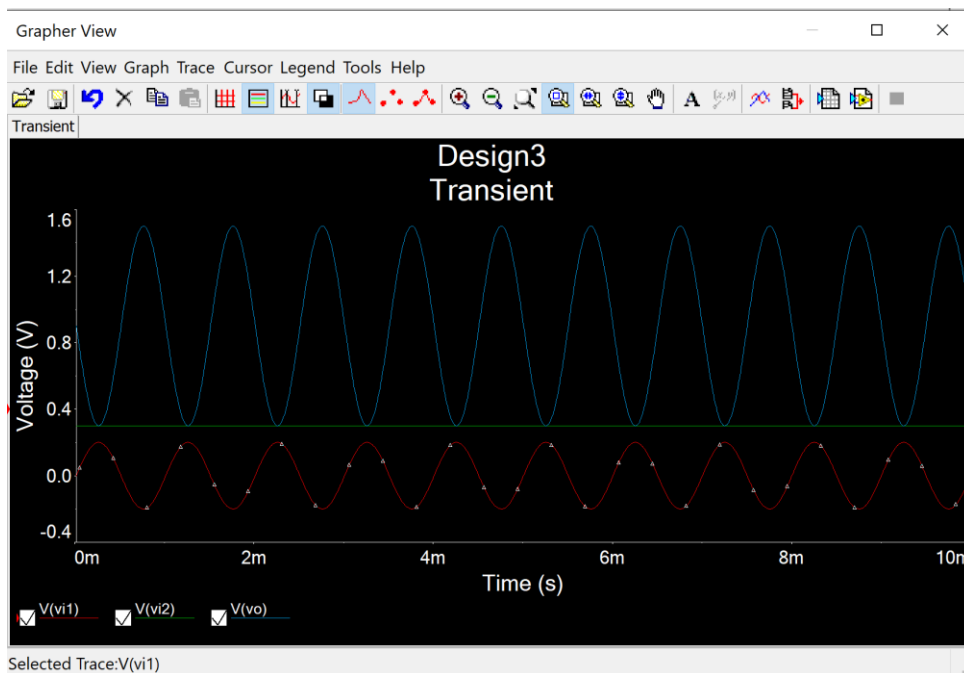 Grapher View
File Edit View Graph Trace Cursor Legend Tools Help
A
Transient
Design3
Transient
1.6
1.2
0.8
0.4
0.0
-0.4
Voltage (V)
0m 2m 4m 6m 8m 10m
Time (s)
V(vi1) V(vi2) V(vo)
Selected Trace:V(vi1)